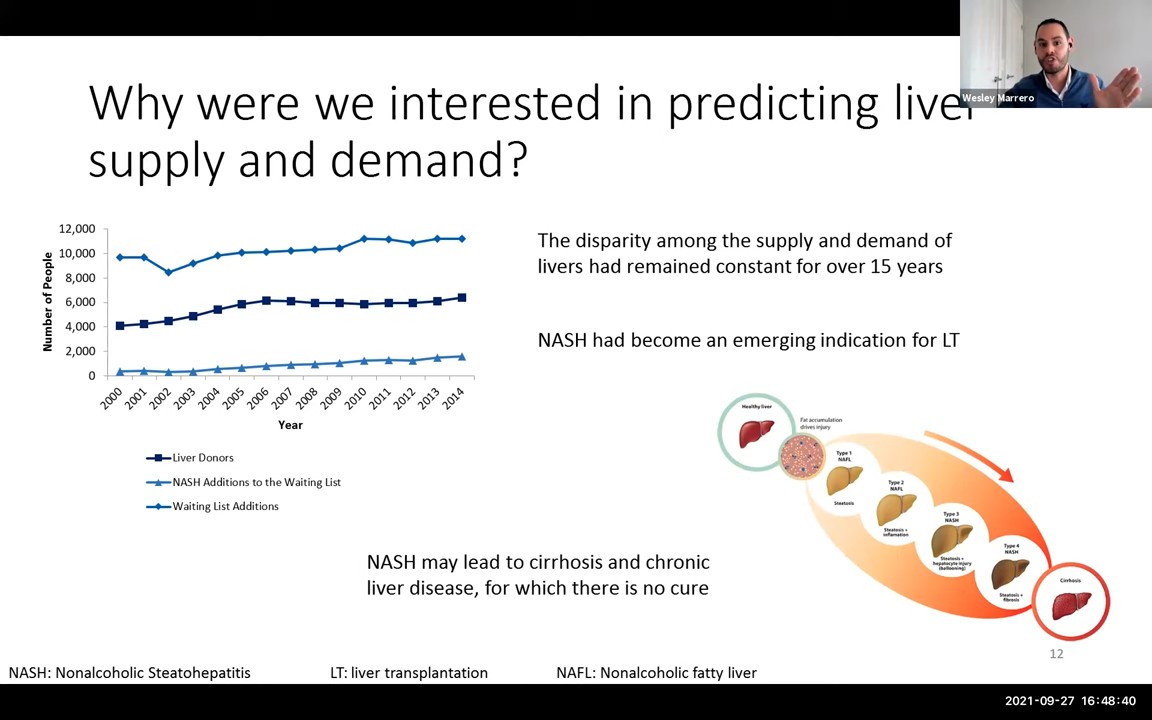 Why were we interested in predicting liver
supply and demand?
Wesley Marrero
12,000
10,000
8,000
6,000
4,000
2,000
0
Number of People
2000
2001
2002
2003
2004
2005
2006
2007
2008
2009
2010
2011
2012
2013
2014
Year
Liver Donors
NASH Additions to the Waiting List
Waiting List Additions
The disparity among the supply and demand of
livers had remained constant for over 15 years
NASH had become an emerging indication for LT
Healthy liver
Fat accumulation
drives injury
Type 1
NAFL
Steatosis
Type 2
NAFL
Steatosis +
inflamation
Type 3
NASH
Steatosis +
hepatocyte injury
(ballooning)
Type 4
NASH
Steatosis +
fibrosis
Cirrhosis
NASH may lead to cirrhosis and chronic
liver disease, for which there is no cure
12
NASH: Nonalcoholic Steatohepatitis
LT: liver transplantation
NAFL: Nonalcoholic fatty liver
2021-09-27 16:48:40